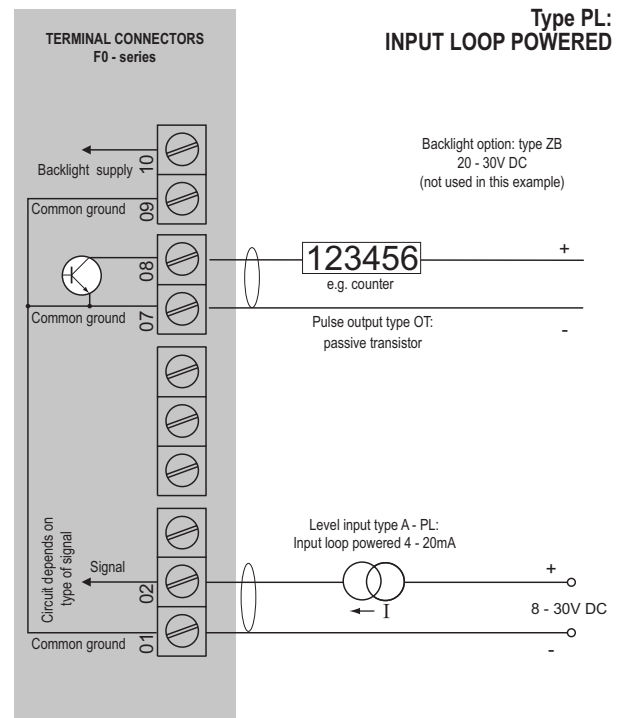 Type PL:
INPUT LOOP POWERED
TERMINAL CONNECTORS
F0 - series
Backlight option: type ZB
20 - 30V DC
(not used in this example)
Backlight supply
10
Common ground
09
08
123456
+
e.g. counter
Common ground
07
Pulse output type OT:
passive transistor
-
Circuit depends on
type of signal
Level input type A - PL:
Input loop powered 4 - 20mA
Signal
02
I
+
8 - 30V DC
Common ground
01
-